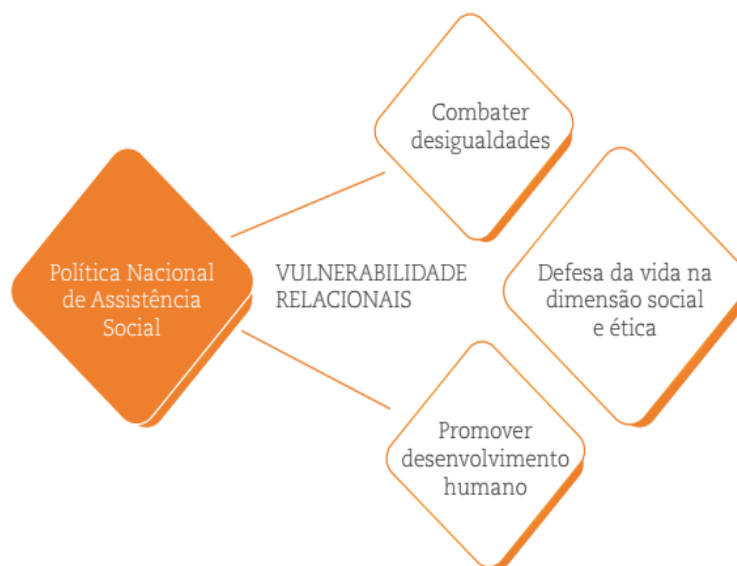 Política Nacional
de Assistência
Social
VULNERABILIDADE
RELACIONAIS
Combater
desigualdades
Defesa da vida na
dimensão social
e ética
Promover
desenvolvimento
humano